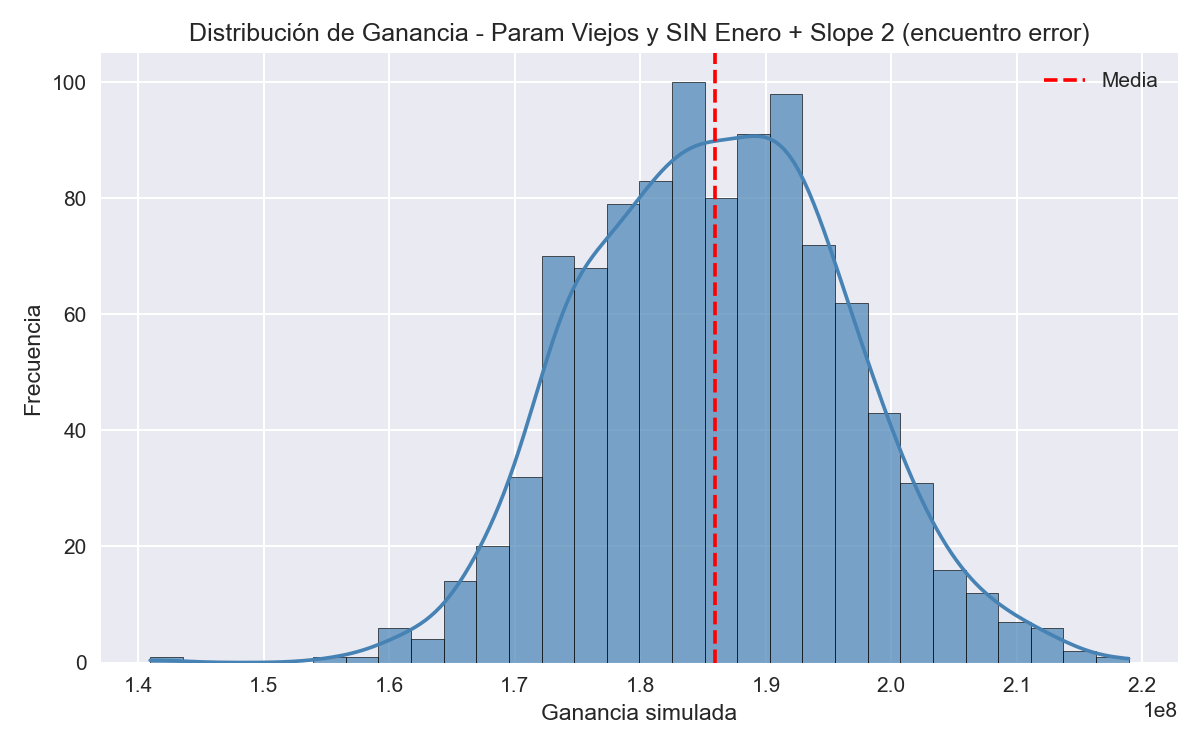 Distribución de Ganancia - Param Viejos y SIN Enero + Slope 2 (encuentro error)
Media
100
80
60
40
20
0
Frecuencia
1.4 1.5 1.6 1.7 1.8 1.9 2.0 2.1 2.2
1e8
Ganancia simulada